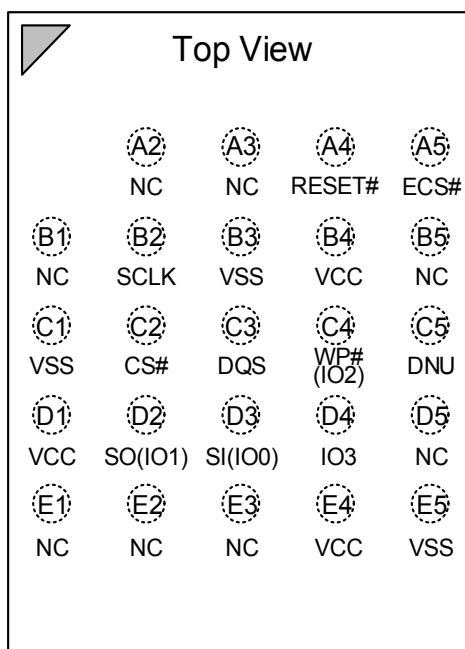 Top View
A2 A3 A4 A5
NC NC RESET# ECS#
B1 B2 B3 B4 B5
NC SCLK VSS VCC NC
C1 C2 C3 C4 C5
VSS CS# DQS WP# (IO2) DNU
D1 D2 D3 D4 D5
VCC SO(IO1) SI(IO0) IO3 NC
E1 E2 E3 E4 E5
NC NC NC VCC VSS